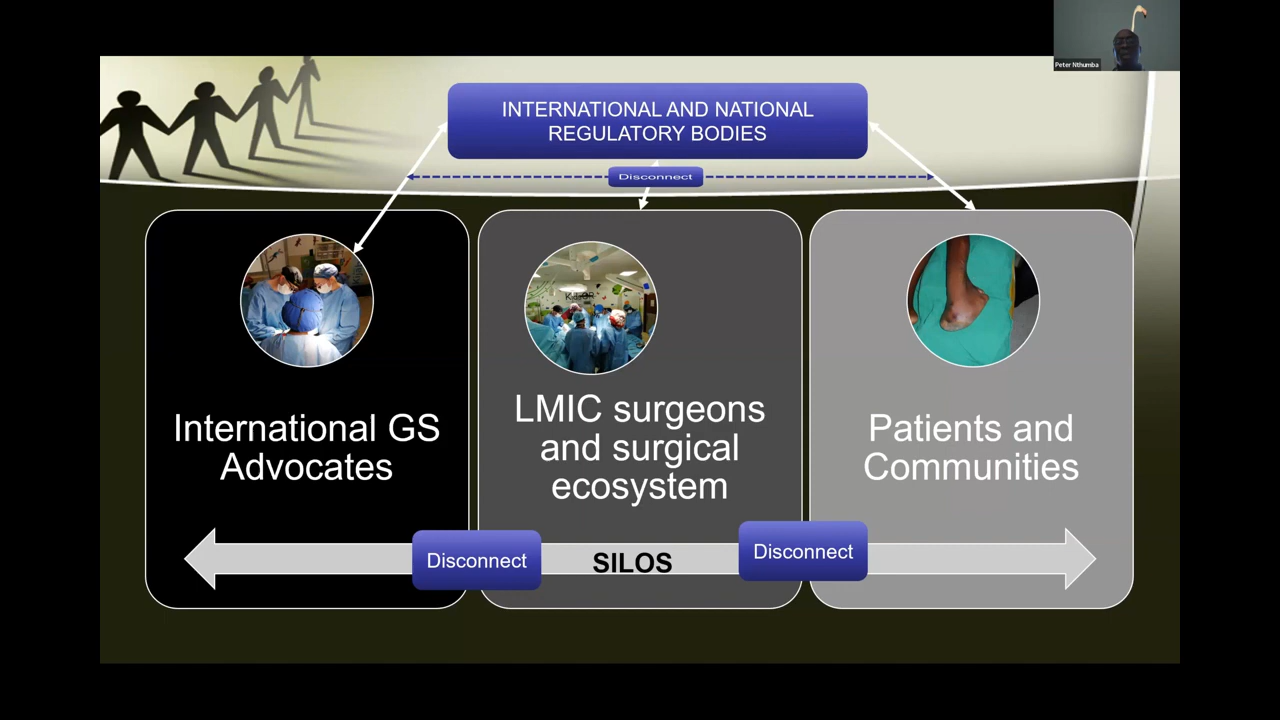 Peter Nthumba
INTERNATIONAL AND NATIONAL
REGULATORY BODIES
Disconnect
KidsOR
International GS
Advocates
LMIC surgeons
and surgical
ecosystem
Patients and
Communities
Disconnect
SILOS
Disconnect